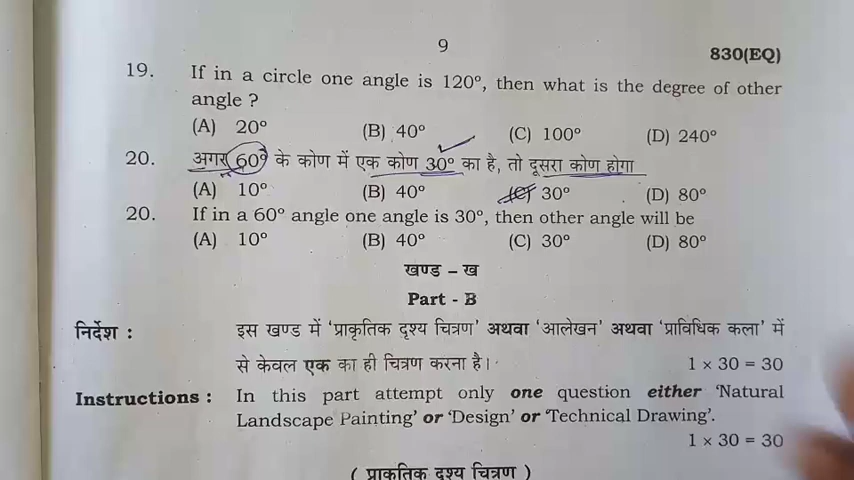 9
830(EQ)
19. If in a circle one angle is 120°, then what is the degree of other
angle ?
(A) 20° (B) 40° (C) 100° (D) 240°
20. अगर 60° के कोण में एक कोण 30° का है, तो दूसरा कोण होगा
(A) 10° (B) 40° (C) 30° (D) 80°
20. If in a 60° angle one angle is 30°, then other angle will be
(A) 10° (B) 40° (C) 30° (D) 80°
खण्ड – ख
Part - B
निर्देश : इस खण्ड में 'प्राकृतिक दृश्य चित्रण' अथवा 'आलेखन' अथवा 'प्राविधिक कला' में
से केवल एक का ही चित्रण करना है। 1 × 30 = 30
Instructions : In this part attempt only one question either 'Natural
Landscape Painting' or 'Design' or 'Technical Drawing'.
1 × 30 = 30
( प्राकृतिक दृश्य चित्रण )